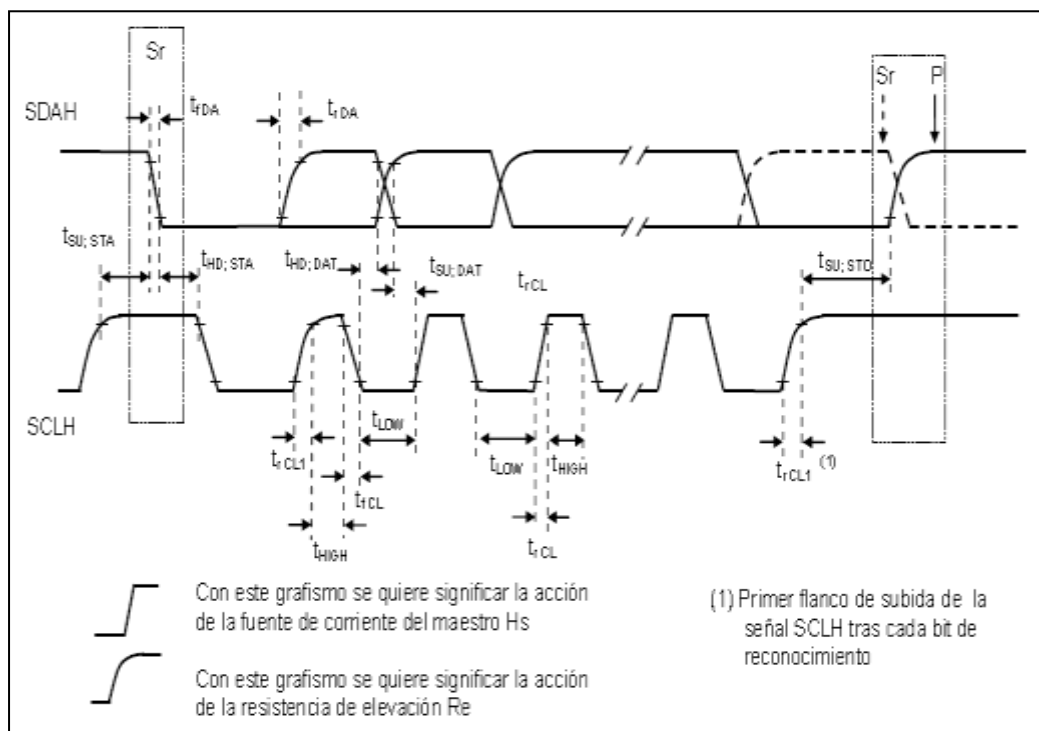 Sr
Sr P
SDAH
tfDA
trDA
tSU; STA
tHD; STA
tHD; DAT
tSU; DAT
trCL
tSU; STO
SCLH
trCL1
tLOW
tfCL
tHIGH
tLOW
tHIGH
trCL
trCL1 (1)
Con este grafismo se quiere significar la acción
de la fuente de corriente del maestro Hs
Con este grafismo se quiere significar la acción
de la resistencia de elevación Re
(1) Primer flanco de subida de la
señal SCLH tras cada bit de
reconocimiento